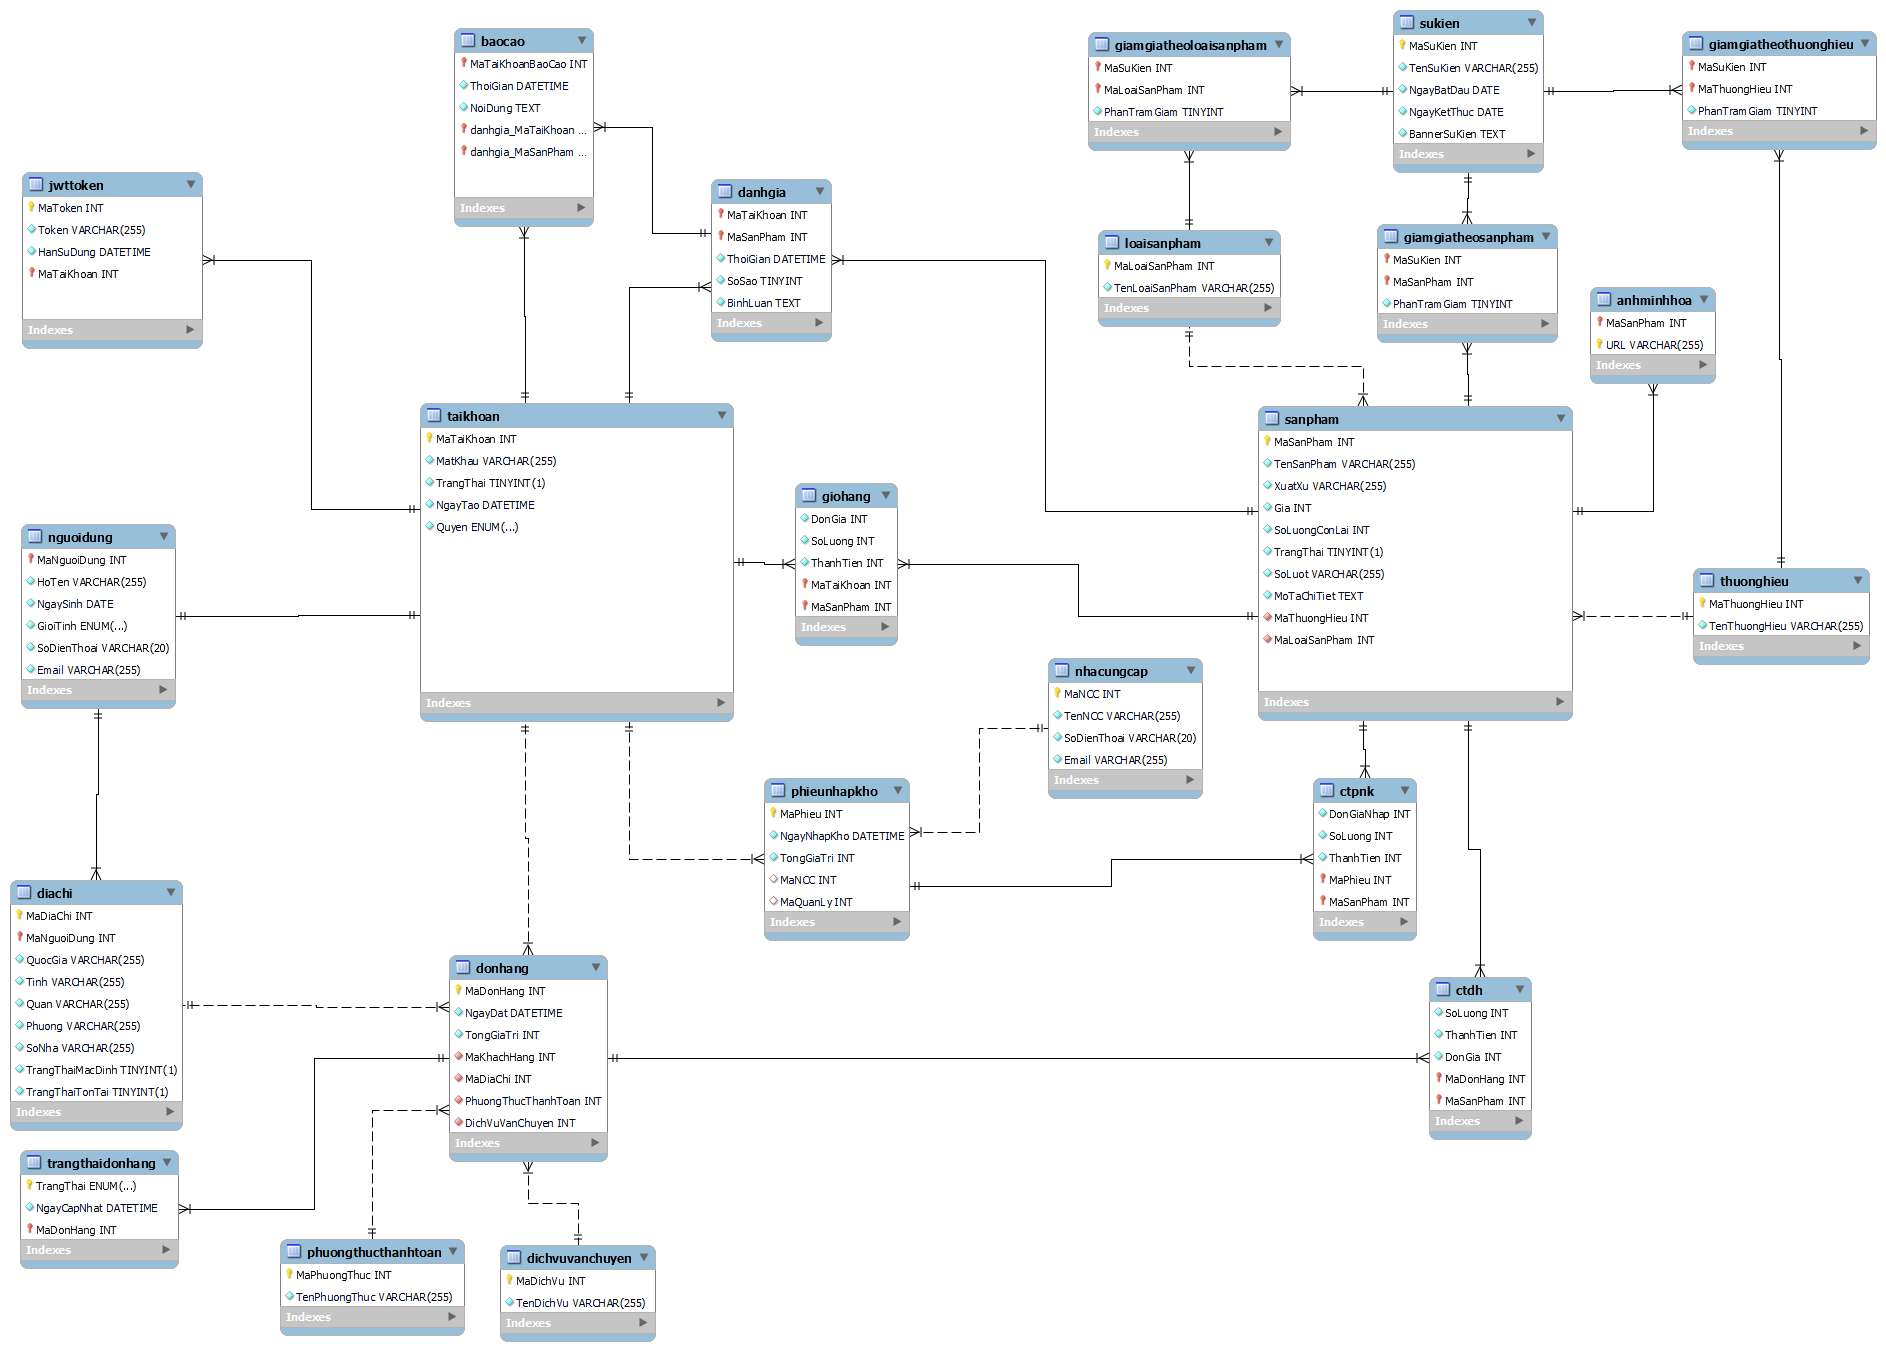 baocao
MaTaiKhoanBaoCao INT
ThoiGian DATETIME
NoiDung TEXT
danhgia_MaTaiKhoan ...
danhgia_MaSanPham ...
Indexes
giamgiatheoloaisanpham
MaSuKien INT
MaLoaiSanPham INT
PhanTramGiam TINYINT
Indexes
sukien
MaSuKien INT
TenSuKien VARCHAR(255)
NgayBatDau DATE
NgayKetThuc DATE
BannerSuKien TEXT
Indexes
giamgiatheothuonghieu
MaSuKien INT
MaThuongHieu INT
PhanTramGiam TINYINT
Indexes
jwttoken
MaToken INT
Token VARCHAR(255)
HanSuDung DATETIME
MaTaiKhoan INT
Indexes
danhgia
MaTaiKhoan INT
MaSanPham INT
ThoiGian DATETIME
SoSao TINYINT
BinhLuan TEXT
Indexes
loaisanpham
MaLoaiSanPham INT
TenLoaiSanPham VARCHAR(255)
Indexes
giamgiatheosanpham
MaSuKien INT
MaSanPham INT
PhanTramGiam TINYINT
Indexes
anhminhhoa
MaSanPham INT
URL VARCHAR(255)
Indexes
taikhoan
MaTaiKhoan INT
MatKhau VARCHAR(255)
TrangThai TINYINT(1)
NgayTao DATETIME
Quyen ENUM(...)
Indexes
sanpham
MaSanPham INT
TenSanPham VARCHAR(255)
XuatXu VARCHAR(255)
Gia INT
SoLuongConLai INT
TrangThai TINYINT(1)
SoLuot VARCHAR(255)
MoTaChiTiet TEXT
MaThuongHieu INT
MaLoaiSanPham INT
Indexes
giohang
DonGia INT
SoLuong INT
ThanhTien INT
MaTaiKhoan INT
MaSanPham INT
Indexes
nguoidung
MaNguoiDung INT
HoTen VARCHAR(255)
NgaySinh DATE
GioiTinh ENUM(...)
SoDienThoai VARCHAR(20)
Email VARCHAR(255)
Indexes
thuonghieu
MaThuongHieu INT
TenThuongHieu VARCHAR(255)
Indexes
nhacungcap
MaNCC INT
TenNCC VARCHAR(255)
SoDienThoai VARCHAR(20)
Email VARCHAR(255)
Indexes
phieunhapkho
MaPhieu INT
NgayNhapKho DATETIME
TongGiaTri INT
MaNCC INT
MaQuanLy INT
Indexes
ctpnk
DonGiaNhap INT
SoLuong INT
ThanhTien INT
MaPhieu INT
MaSanPham INT
Indexes
diachi
MaDiaChi INT
MaNguoiDung INT
QuocGia VARCHAR(255)
Tinh VARCHAR(255)
Quan VARCHAR(255)
Phuong VARCHAR(255)
SoNha VARCHAR(255)
TrangThaiMacDinh TINYINT(1)
TrangThaiTonTai TINYINT(1)
Indexes
donhang
MaDonHang INT
NgayDat DATETIME
TongGiaTri INT
MaKhachHang INT
MaDiaChi INT
PhuongThucThanhToan INT
DichVuVanChuyen INT
Indexes
ctdh
SoLuong INT
ThanhTien INT
DonGia INT
MaDonHang INT
MaSanPham INT
Indexes
trangthaidonhang
TrangThai ENUM(...)
NgayCapNhat DATETIME
MaDonHang INT
Indexes
phuongthucthanhtoan
MaPhuongThuc INT
TenPhuongThuc VARCHAR(255)
Indexes
dichvuvanchuyen
MaDichVu INT
TenDichVu VARCHAR(255)
Indexes